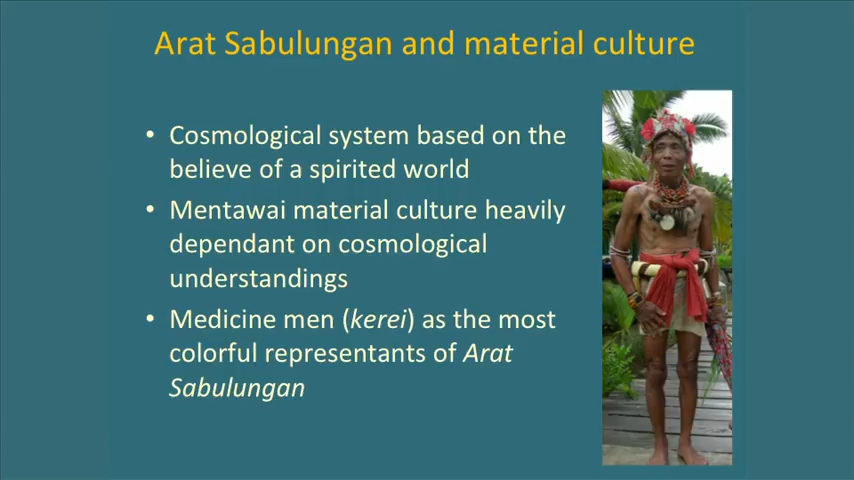 Arat Sabulungan and material culture
• Cosmological system based on the
believe of a spirited world
• Mentawai material culture heavily
dependant on cosmological
understandings
• Medicine men (kerei) as the most
colorful representants of Arat
Sabulungan